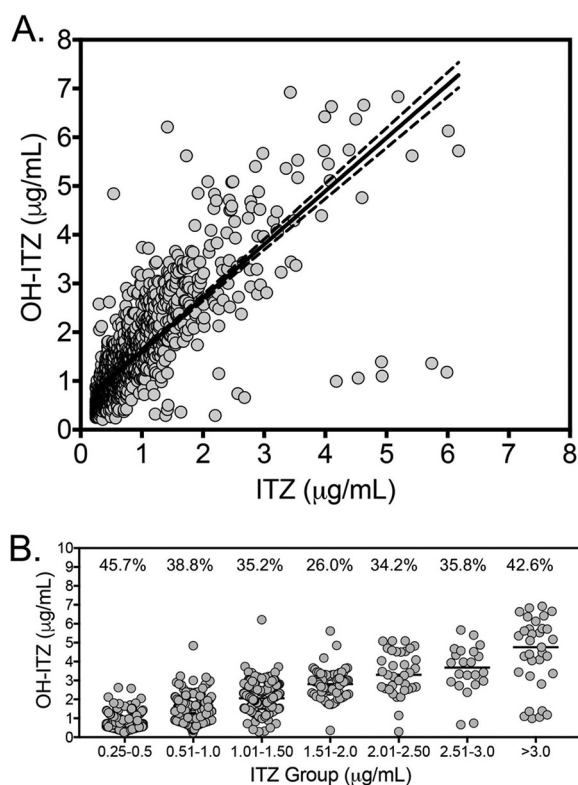 A.
8
7
6
5
4
3
2
1
0
OH-ITZ (μg/mL)
0 1 2 3 4 5 6 7 8
ITZ (μg/mL)
B.
10
9
8
7
6
5
4
3
2
1
0
OH-ITZ (μg/mL)
45.7% 38.8% 35.2% 26.0% 34.2% 35.8% 42.6%
0.25-0.5 0.51-1.0 1.01-1.50 1.51-2.0 2.01-2.50 2.51-3.0 >3.0
ITZ Group (μg/mL)